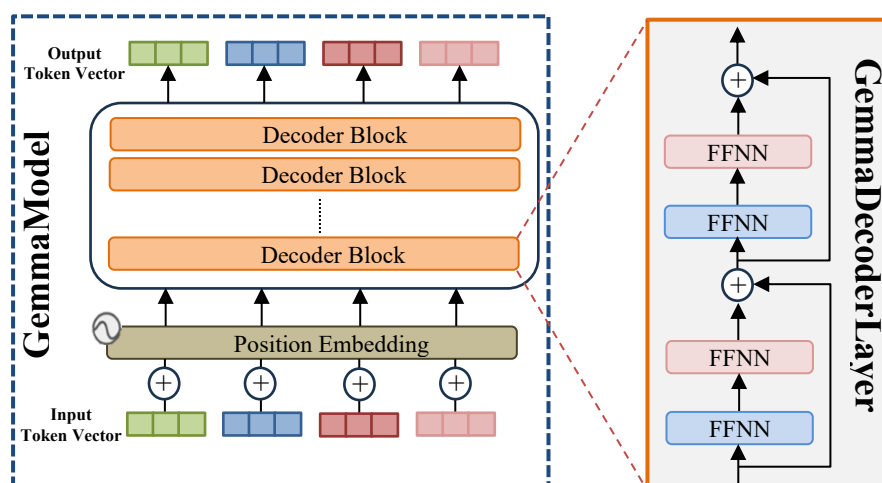 Output
Token Vector
Decoder Block
Decoder Block
Decoder Block
GemmaModel
Position Embedding
Input
Token Vector
FFNN
FFNN
FFNN
FFNN
GemmaDecoderLayer